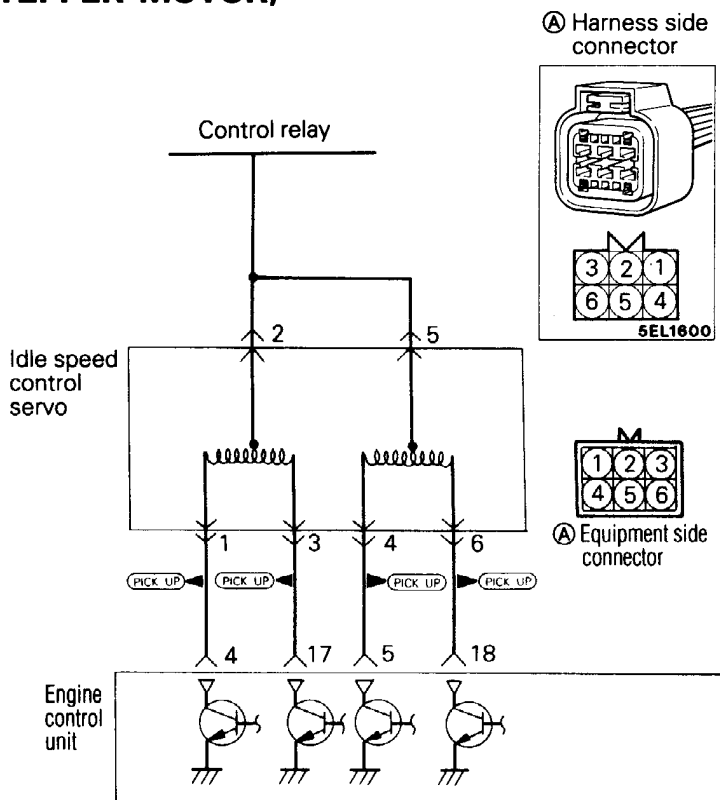 Ⓐ Harness side
connector
Control relay
3 2 1
6 5 4
5EL1600
2 5
Idle speed
control
servo
1 2 3
4 5 6
Ⓐ Equipment side
connector
1 3 4 6
PICK UP PICK UP PICK UP PICK UP
4 17 5 18
Engine
control
unit